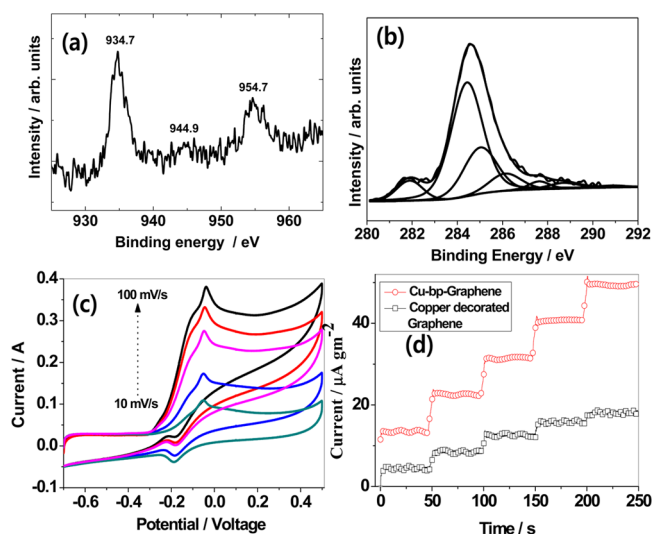 (a)
934.7
944.9
954.7
Intensity / arb. units
930 940 950 960
Binding energy / eV
(b)
Intensity / arb. units
280 282 284 286 288 290 292
Binding Energy / eV
(c)
100 mV/s
10 mV/s
0.4
0.3
0.2
0.1
0.0
-0.1
Current / A
-0.6 -0.4 -0.2 0.0 0.2 0.4
Potential / Voltage
Cu-bp-Graphene
Copper decorated
Graphene
(d)
40
20
0
Current / µA gm⁻²
0 50 100 150 200 250
Time / s